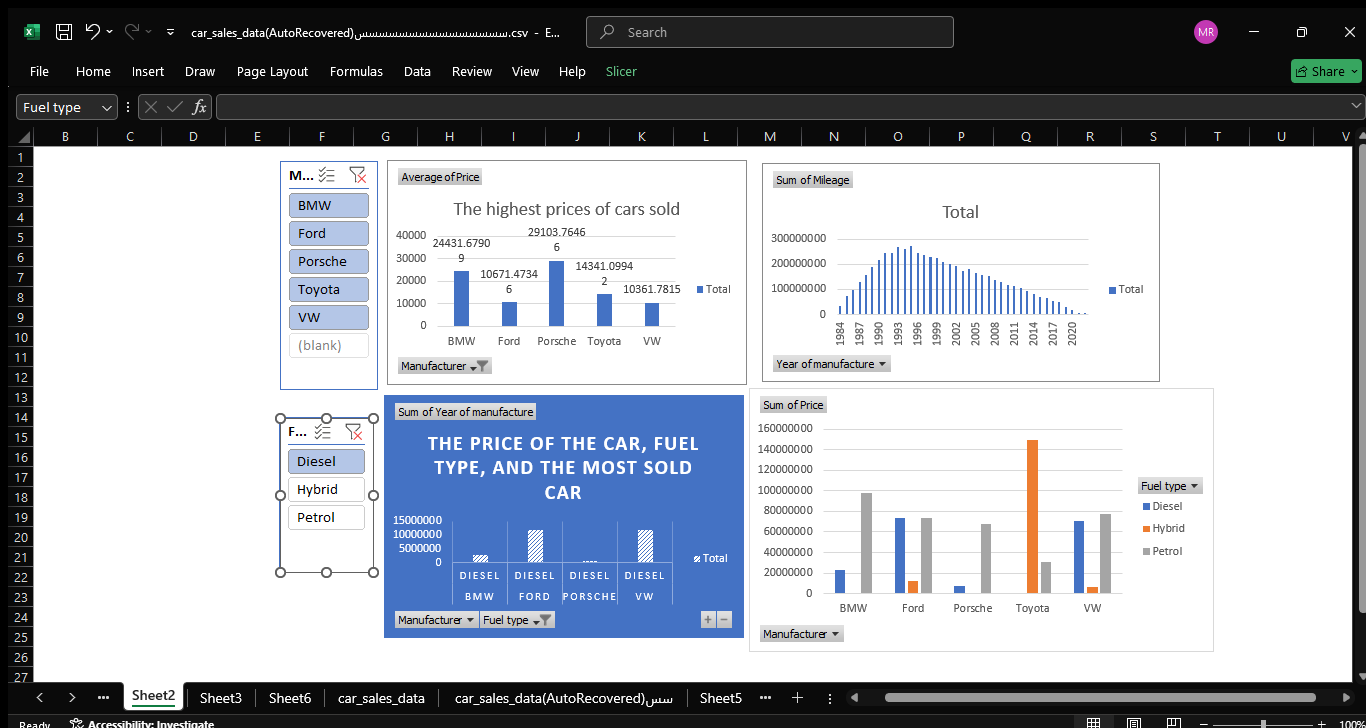 car_sales_data(AutoRecovered)سسسسسسسسسسسسسسس.csv - E...
Search
MR
File Home Insert Draw Page Layout Formulas Data Review View Help Slicer
Share
Fuel type
fx
B C D E F G H I J K L M N O P Q R S T U V
1
2
3
4
5
6
7
8
9
10
11
12
13
14
15
16
17
18
19
20
21
22
23
24
25
26
27
M...
BMW
Ford
Porsche
Toyota
VW
(blank)
Average of Price
The highest prices of cars sold
40000
30000
20000
10000
0
24431.6790
9
10671.4734
6
29103.7646
6
14341.0994
2
10361.7815
Total
BMW Ford Porsche Toyota VW
Manufacturer
Sum of Mileage
Total
300000000
200000000
100000000
0
1984 1987 1990 1993 1996 1999 2002 2005 2008 2011 2014 2017 2020
Total
Year of manufacture
F...
Diesel
Hybrid
Petrol
Sum of Year of manufacture
THE PRICE OF THE CAR, FUEL
TYPE, AND THE MOST SOLD
CAR
15000000
10000000
5000000
0
DIESEL DIESEL DIESEL DIESEL
BMW FORD PORSCHE VW
Total
Manufacturer Fuel type
+ −
Sum of Price
160000000
140000000
120000000
100000000
80000000
60000000
40000000
20000000
0
BMW Ford Porsche Toyota VW
Fuel type
Diesel
Hybrid
Petrol
Manufacturer
Sheet2 Sheet3 Sheet6 car_sales_data car_sales_data(AutoRecovered)سس Sheet5
Ready Accessibility: Investigate 100%